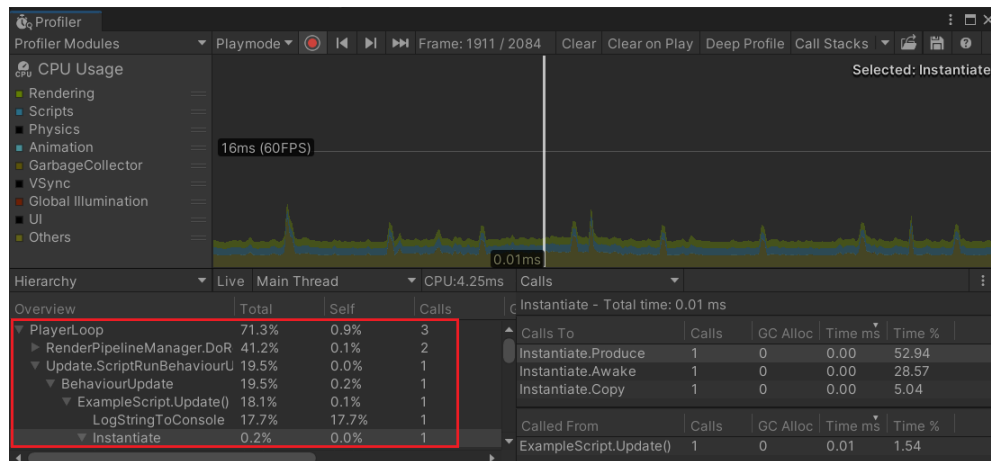 Profiler
Profiler Modules Playmode Frame: 1911 / 2084 Clear Clear on Play Deep Profile Call Stacks
CPU Usage
Selected: Instantiate
Rendering
Scripts
Physics
Animation
16ms (60FPS)
GarbageCollector
VSync
Global Illumination
UI
Others
0.01ms
Hierarchy Live Main Thread CPU:4.25ms Calls
Overview Total Self Calls G
Instantiate - Total time: 0.01 ms
PlayerLoop 71.3% 0.9% 3
RenderPipelineManager.DoR 41.2% 0.1% 2
Update.ScriptRunBehaviourU 19.5% 0.0% 1
BehaviourUpdate 19.5% 0.2% 1
ExampleScript.Update() 18.1% 0.1% 1
LogStringToConsole 17.7% 17.7% 1
Instantiate 0.2% 0.0% 1
Calls To Calls GC Alloc Time ms Time %
Instantiate.Produce 1 0 0.00 52.94
Instantiate.Awake 1 0 0.00 28.57
Instantiate.Copy 1 0 0.00 5.04
Called From Calls GC Alloc Time ms Time %
ExampleScript.Update() 1 0 0.01 1.54